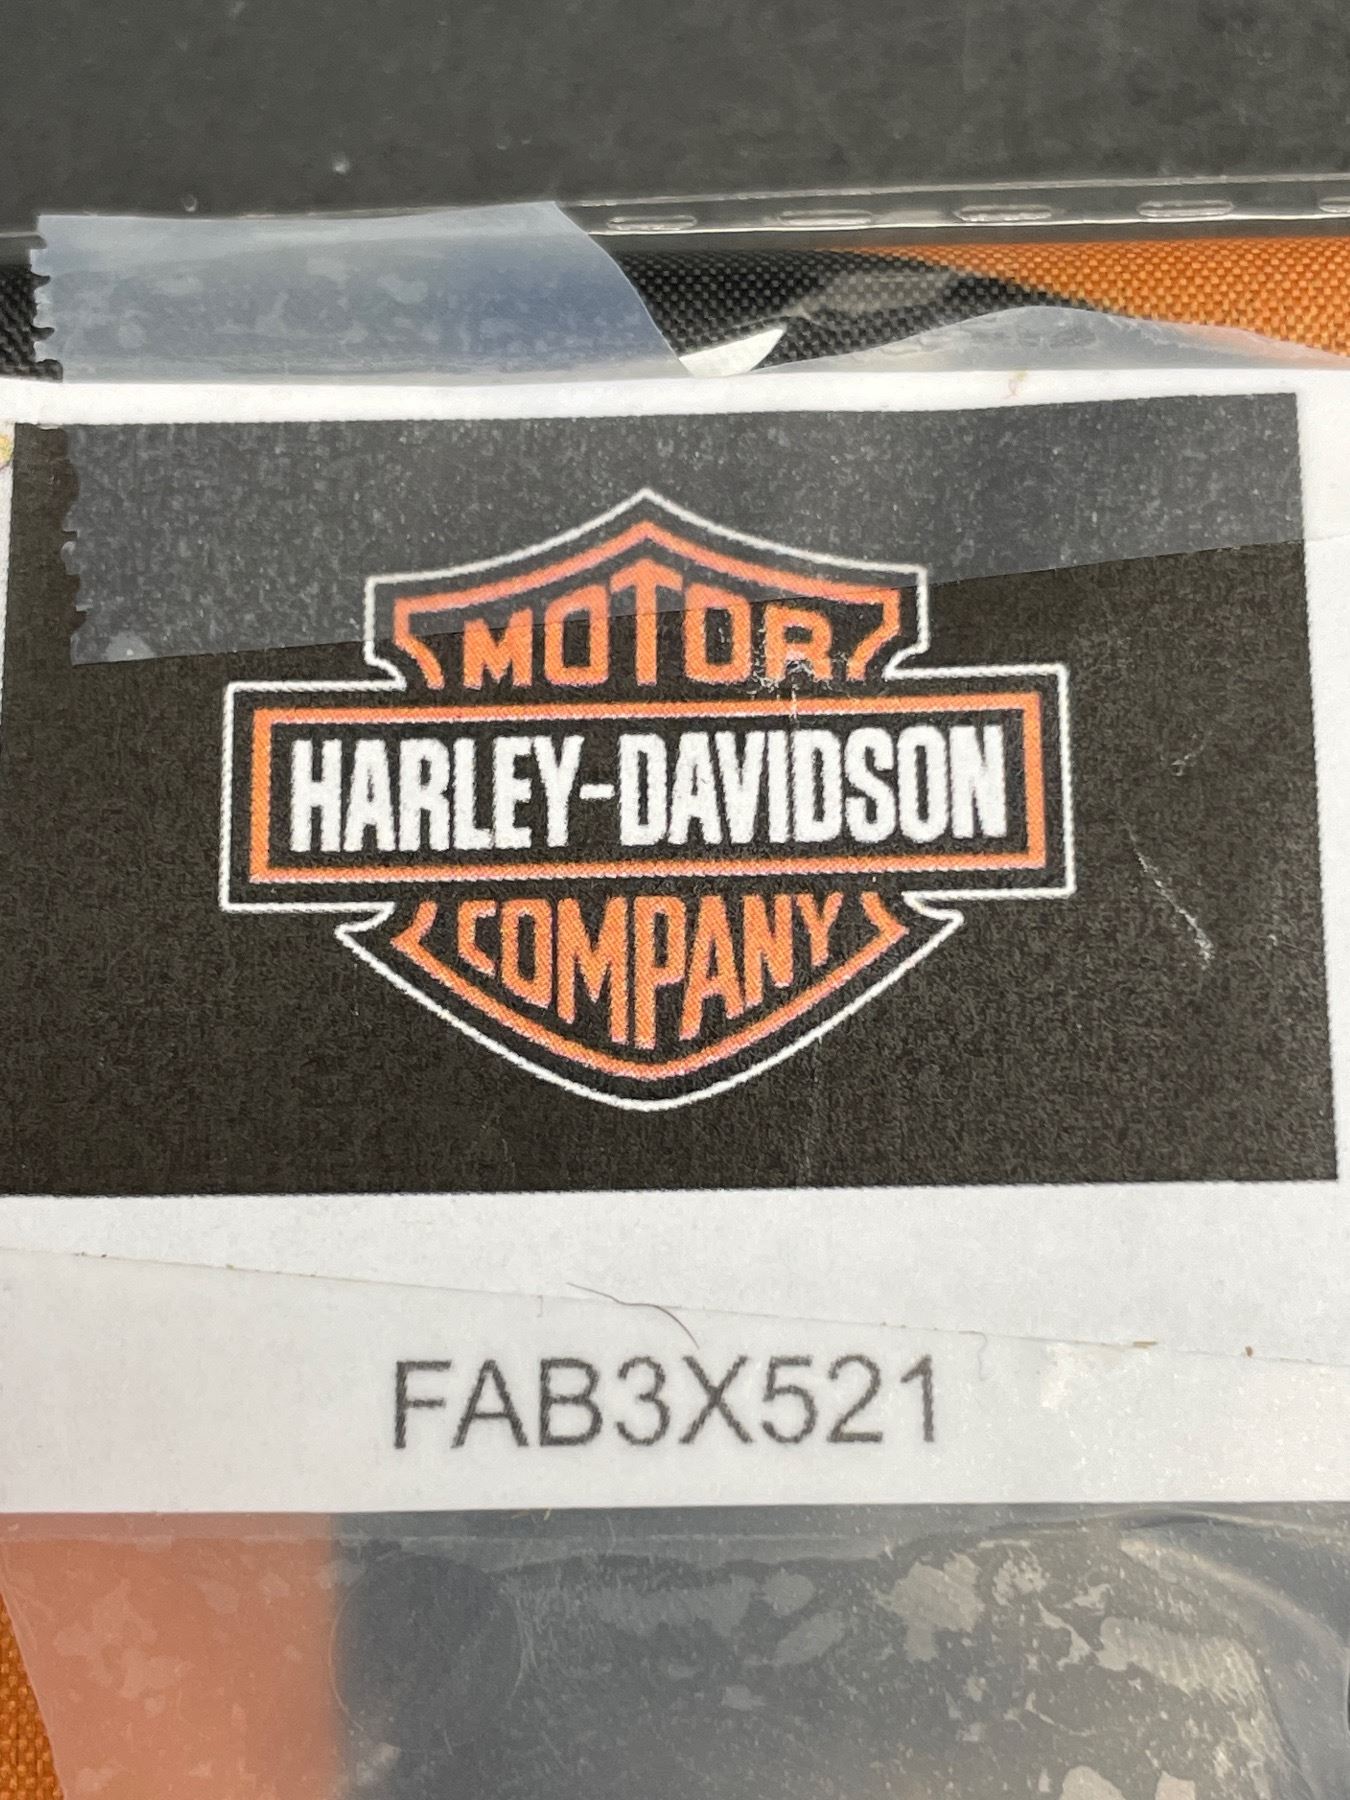 MOTOR
HARLEY-DAVIDSON
COMPANY
FAB3X521